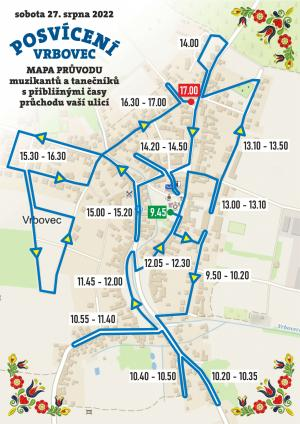 sobota 27. srpna 2022
POSVÍCENÍ
VRBOVEC
MAPA PRŮVODU
muzikantů a tanečníků
s přibližnými časy
průchodu vaší ulicí
14.00
17.00
16.30 - 17.00
13.10 - 13.50
14.20 - 14.50
15.30 - 16.30
13.00 - 13.10
Vrbovec
15.00 - 15.20
9.45
12.05 - 12.30
9.50 - 10.20
11.45 - 12.00
10.55 - 11.40
10.40 - 10.50
10.20 - 10.35